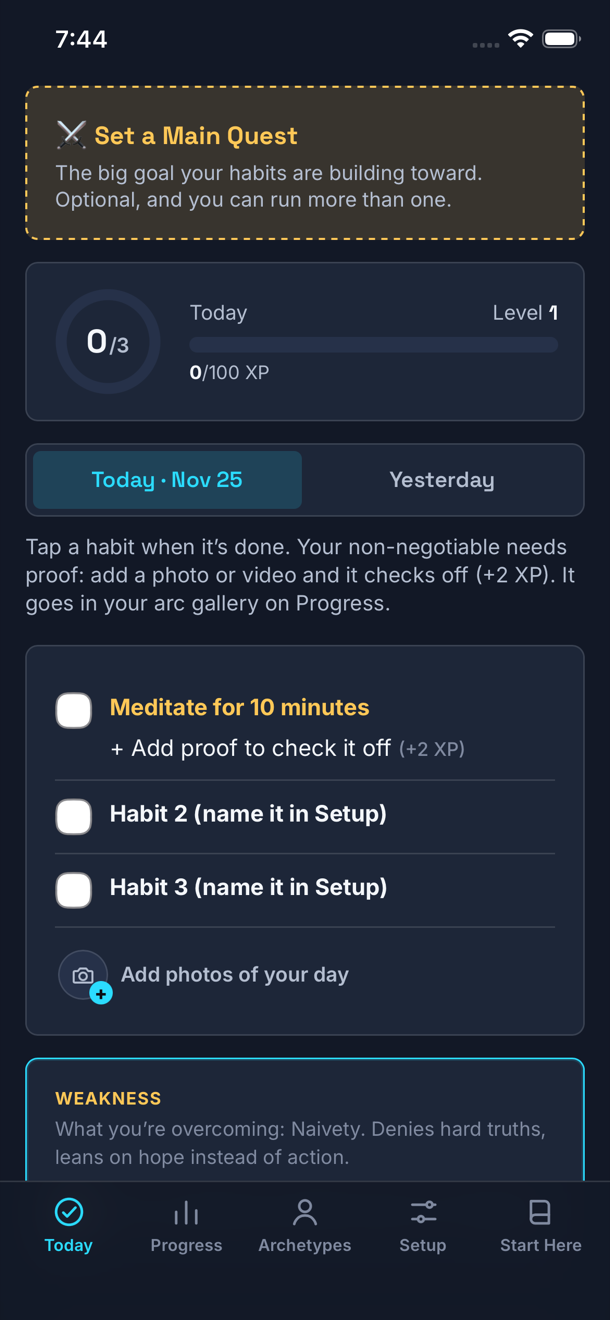 7:44
Set a Main Quest
The big goal your habits are building toward.
Optional, and you can run more than one.
0/3
Today
Level 1
0/100 XP
Today · Nov 25
Yesterday
Tap a habit when it’s done. Your non-negotiable needs
proof: add a photo or video and it checks off (+2 XP). It
goes in your arc gallery on Progress.
Meditate for 10 minutes
+ Add proof to check it off (+2 XP)
Habit 2 (name it in Setup)
Habit 3 (name it in Setup)
Add photos of your day
WEAKNESS
What you’re overcoming: Naivety. Denies hard truths,
leans on hope instead of action.
Today
Progress
Archetypes
Setup
Start Here